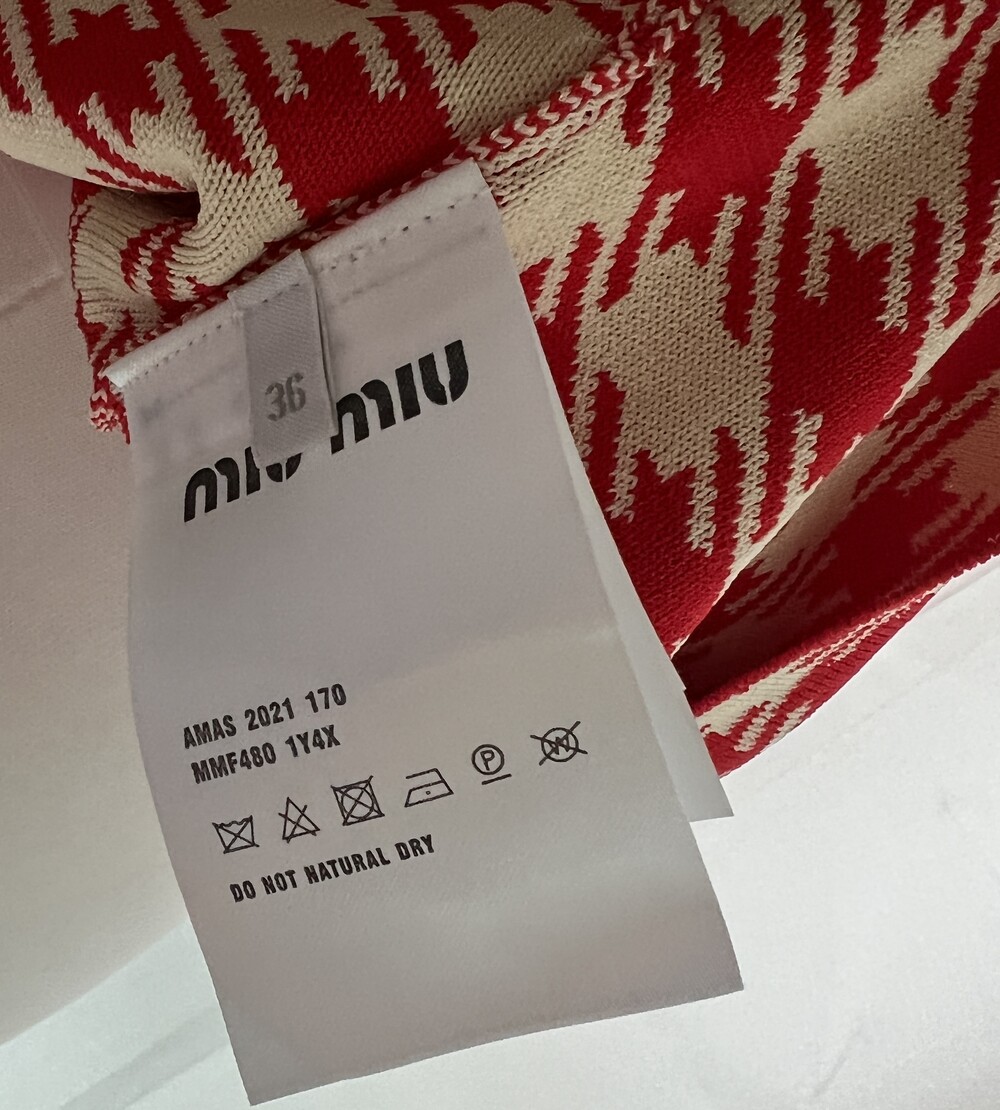 36
miu miu
AMAS 2021 170
MMF480 1Y4X
P W
DO NOT NATURAL DRY